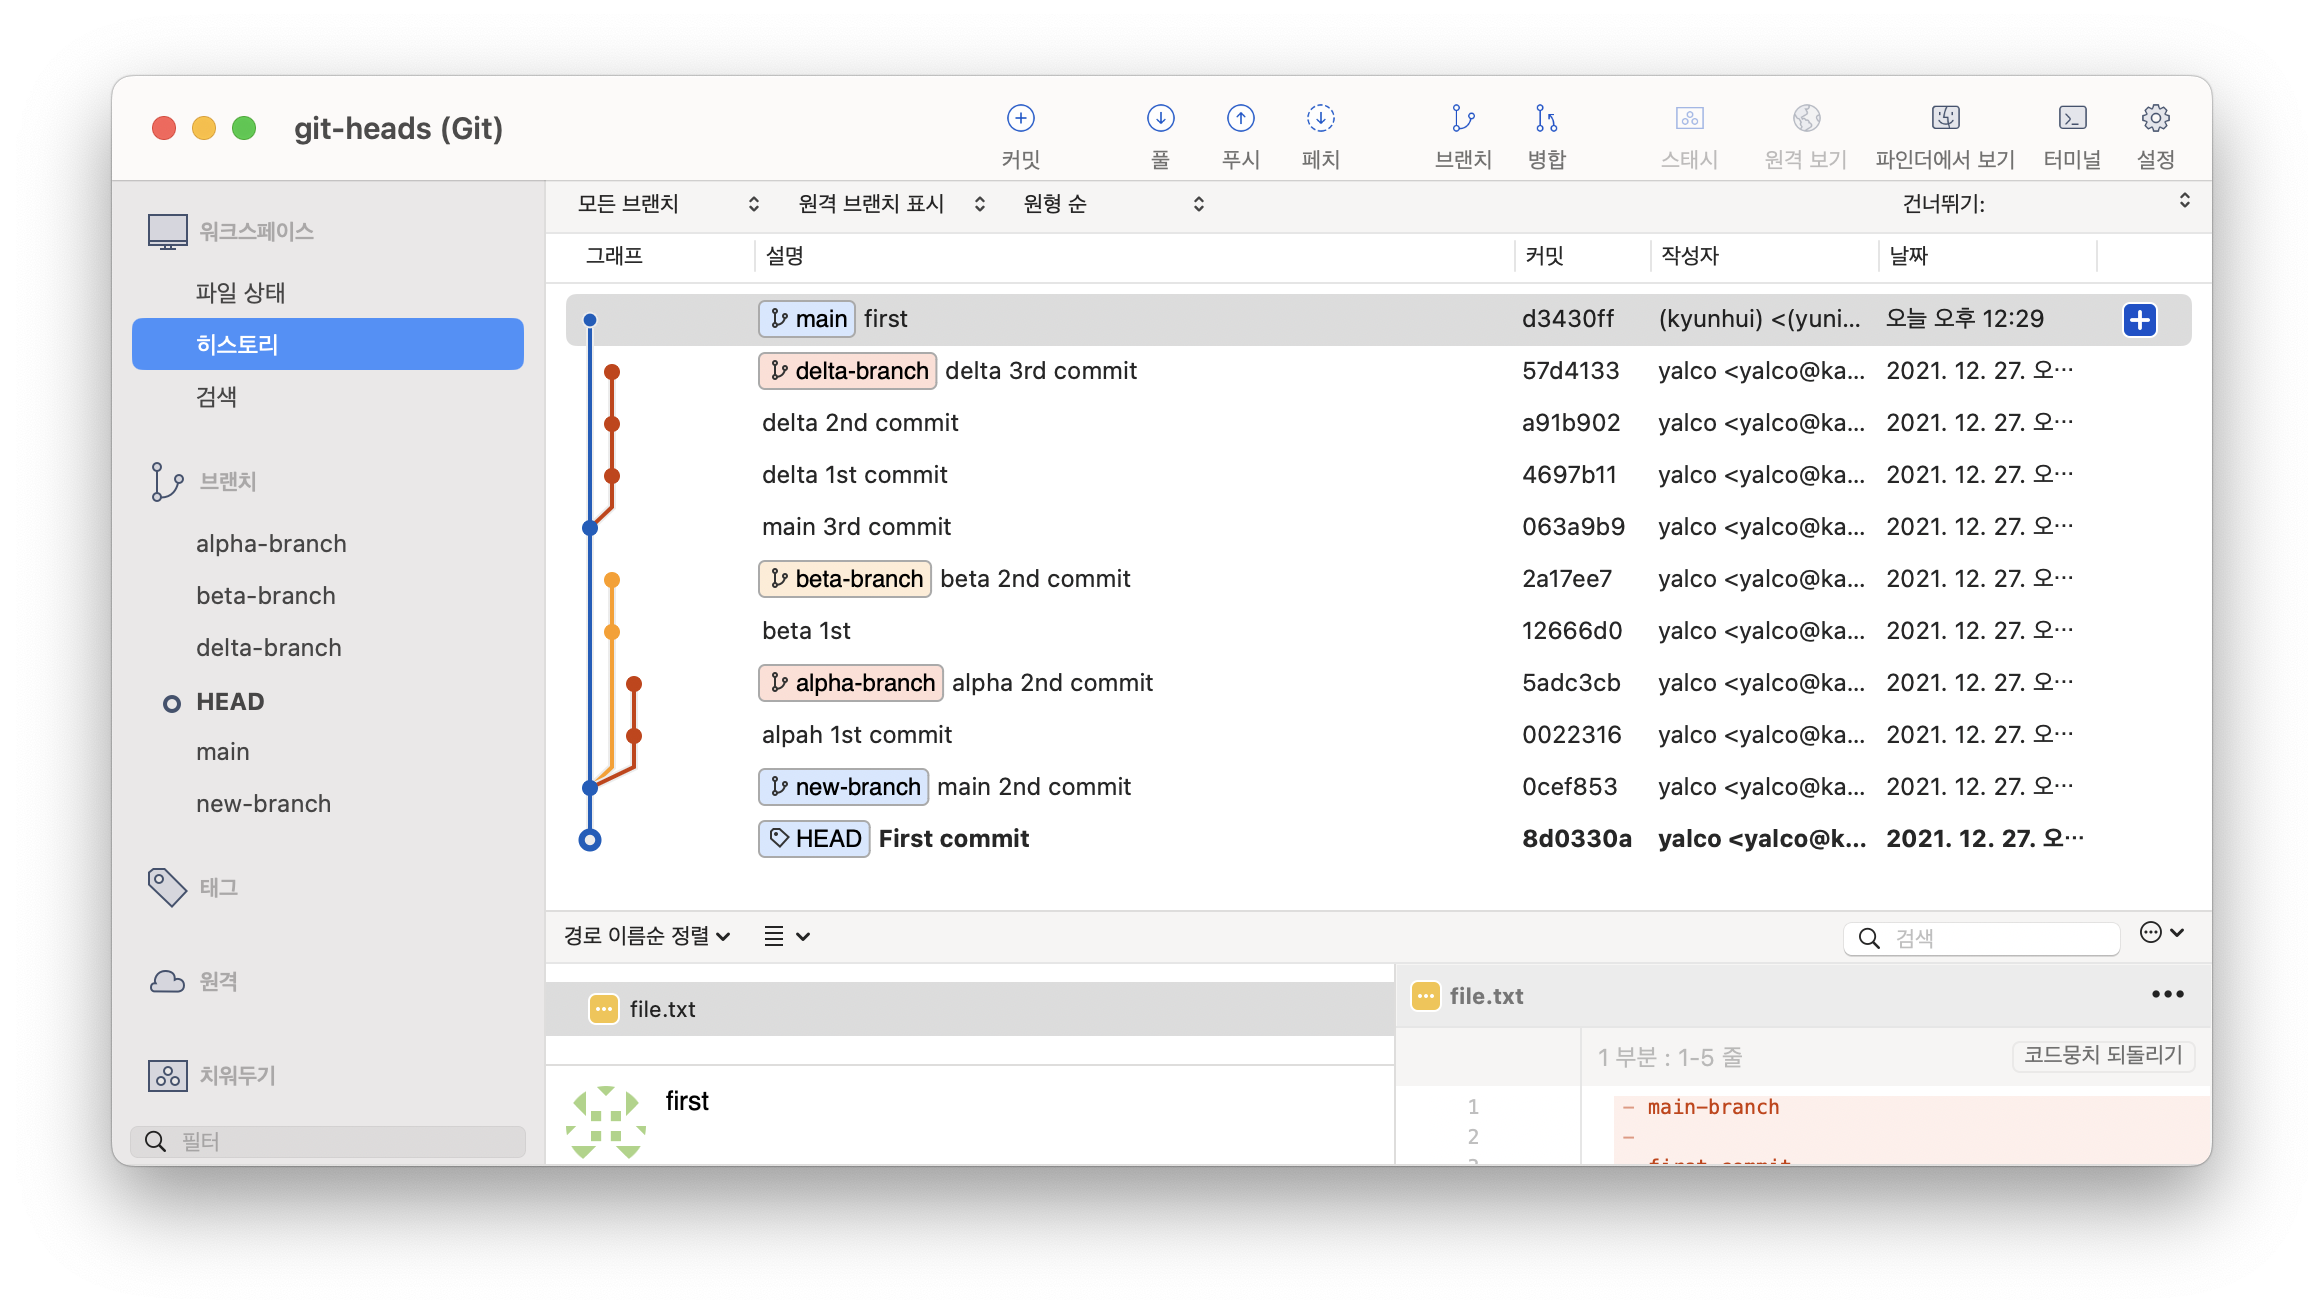 git-heads (Git)
커밋
풀
푸시
페치
브랜치
병합
스태시
원격 보기
파인더에서 보기
터미널
설정
워크스페이스
파일 상태
히스토리
검색
브랜치
alpha-branch
beta-branch
delta-branch
HEAD
main
new-branch
태그
원격
치워두기
필터
모든 브랜치 원격 브랜치 표시 원형 순 건너뛰기:
그래프 설명 커밋 작성자 날짜
main first d3430ff (kyunhui) <(yuni... 오늘 오후 12:29
delta-branch delta 3rd commit 57d4133 yalco <yalco@ka... 2021. 12. 27. 오…
delta 2nd commit a91b902 yalco <yalco@ka... 2021. 12. 27. 오…
delta 1st commit 4697b11 yalco <yalco@ka... 2021. 12. 27. 오…
main 3rd commit 063a9b9 yalco <yalco@ka... 2021. 12. 27. 오…
beta-branch beta 2nd commit 2a17ee7 yalco <yalco@ka... 2021. 12. 27. 오…
beta 1st 12666d0 yalco <yalco@ka... 2021. 12. 27. 오…
alpha-branch alpha 2nd commit 5adc3cb yalco <yalco@ka... 2021. 12. 27. 오…
alpah 1st commit 0022316 yalco <yalco@ka... 2021. 12. 27. 오…
new-branch main 2nd commit 0cef853 yalco <yalco@ka... 2021. 12. 27. 오…
HEAD First commit 8d0330a yalco <yalco@k... 2021. 12. 27. 오…
경로 이름순 정렬
검색
file.txt
first
file.txt
1 부분 : 1-5 줄 코드뭉치 되돌리기
1 - main-branch
2 -